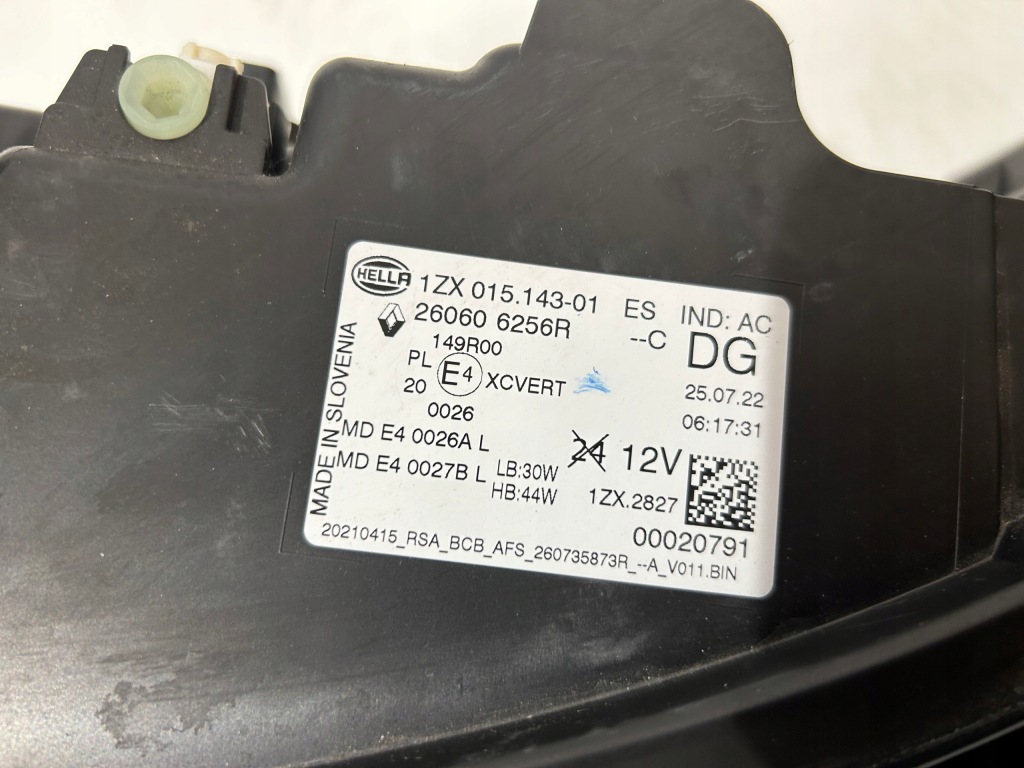 HELLA 1ZX 015.143-01 ES IND: AC
26060 6256R --C DG
149R00
PL E4 XCVERT 25.07.22
20
0026 06:17:31
MD E4 0026A L 24 12V
MD E4 0027B L LB:30W
HB:44W 1ZX.2827
00020791
20210415_RSA_BCB_AFS_260735873R_--A_V011.BIN
MADE IN SLOVENIA